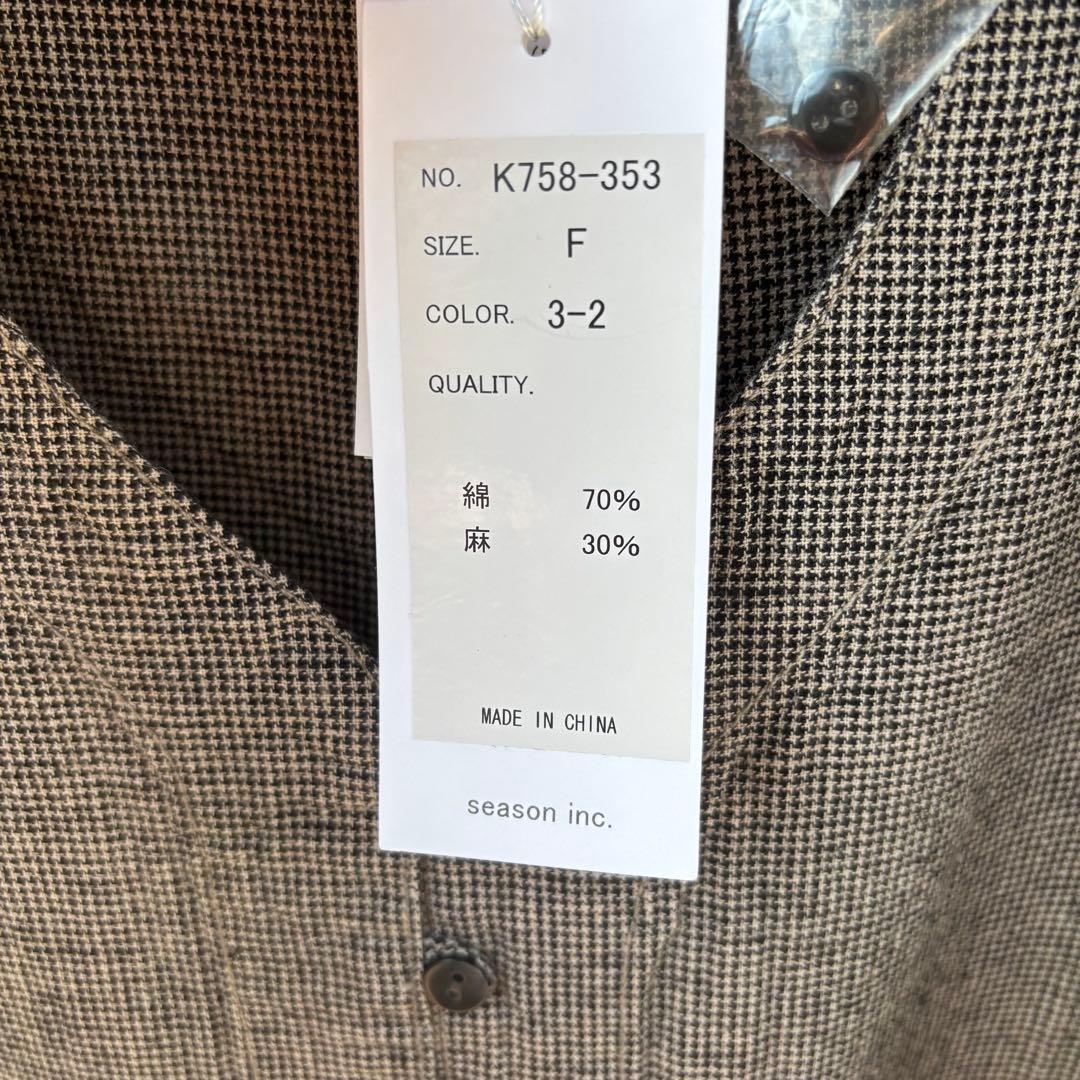 NO. K758-353
SIZE. F
COLOR. 3-2
QUALITY.
綿 70%
麻 30%
MADE IN CHINA
season inc.